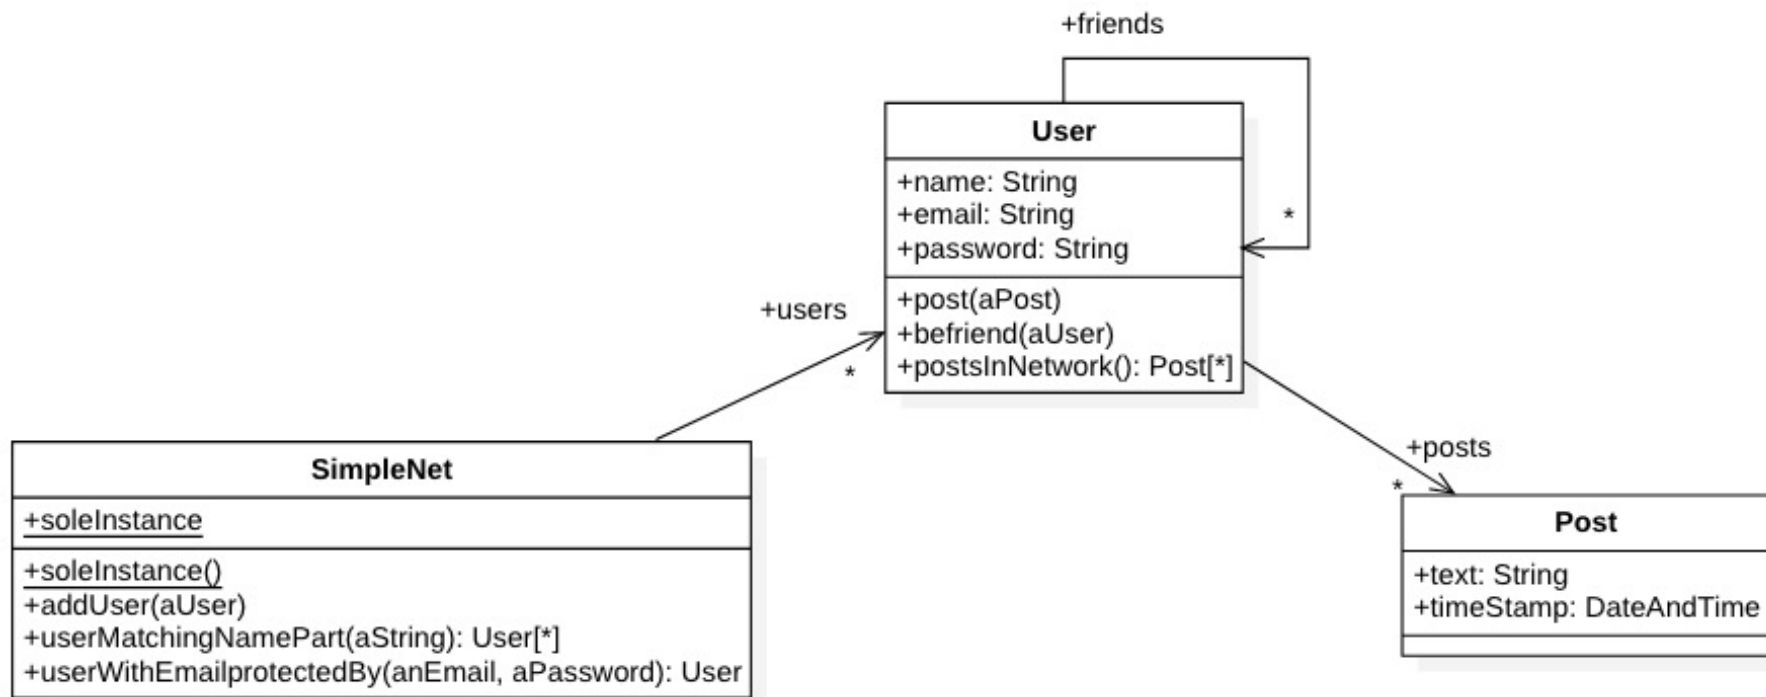 +friends
User
+name: String
+email: String
+password: String
*
+post(aPost)
+befriend(aUser)
+postsInNetwork(): Post[*]
+users
*
+posts
*
SimpleNet
+soleInstance
+soleInstance()
+addUser(aUser)
+userMatchingNamePart(aString): User[*]
+userWithEmailprotectedBy(anEmail, aPassword): User
Post
+text: String
+timeStamp: DateAndTime